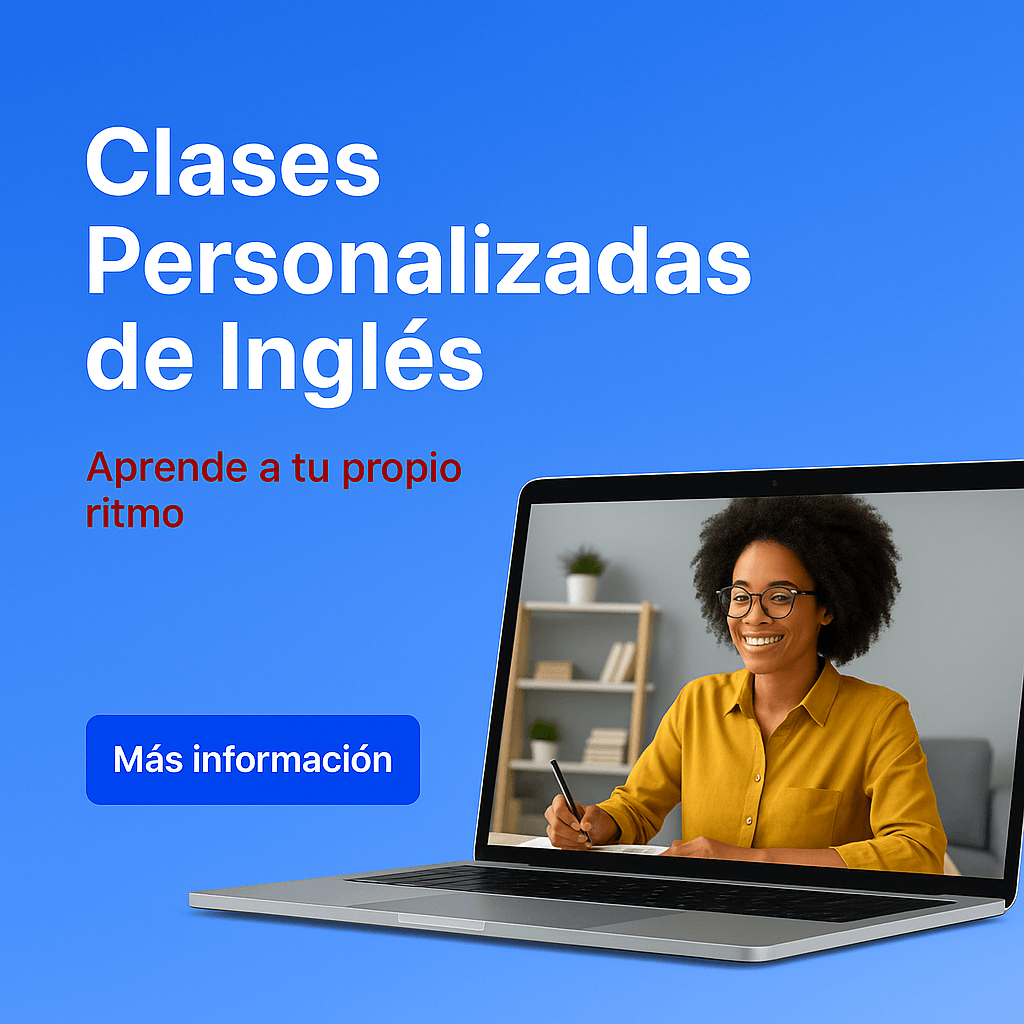 Clases
Personalizadas
de Inglés
Aprende a tu propio
ritmo
Más información